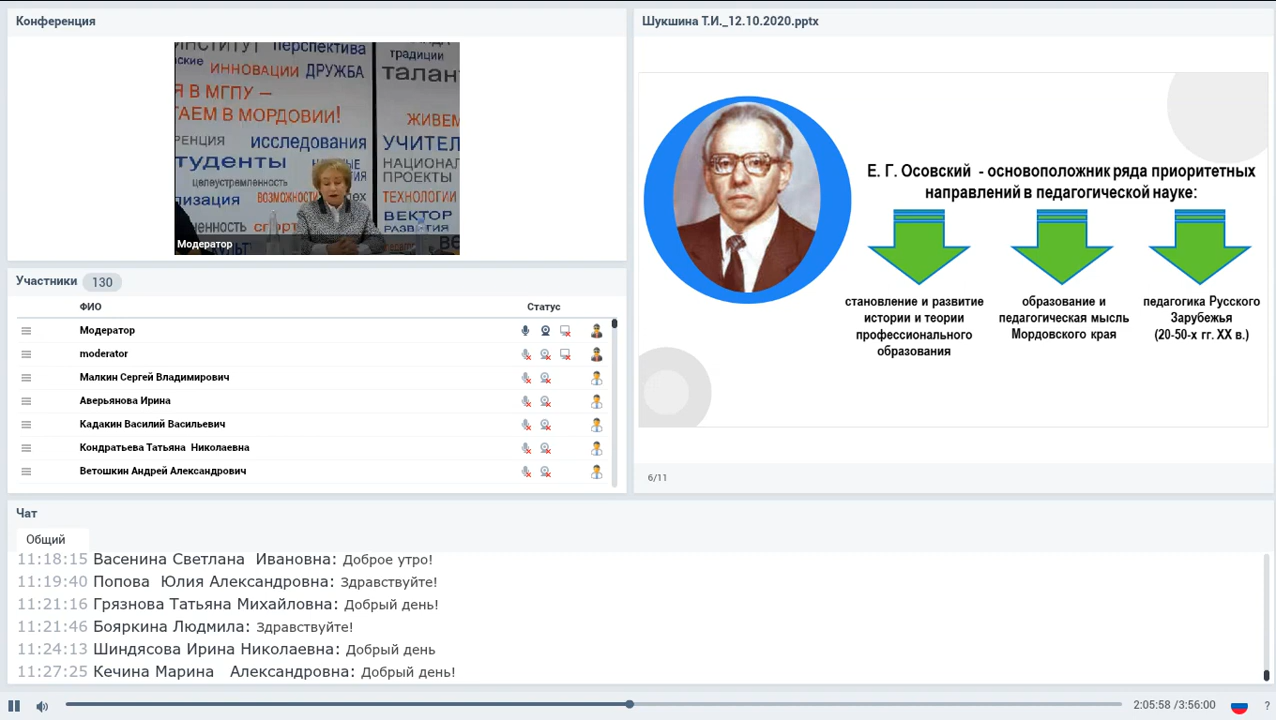 Конференция
ИНСТИТУТ перспектива
традиции
ИННОВАЦИИ ДРУЖБА
талан
Я В МГПУ –
ТАЕМ В МОРДОВИИ!
ЖИВЕМ
РЕНЦИЯ исследования
УЧИТЕЛ
туденты
НАЦИОНАЛ
целеустремленность
ПРОЕКТЫ
лизация ВОЗМОЖНОСТИ
ТЕХНОЛОГИИ
ВЕКТОР
РАЗВИТИЯ
Модератор
Участники 130
ФИО Статус
Модератор
moderator
Малкин Сергей Владимирович
Аверьянова Ирина
Кадакин Василий Васильевич
Кондратьева Татьяна Николаевна
Ветошкин Андрей Александрович
Шукшина Т.И._12.10.2020.pptx
Е. Г. Осовский - основоположник ряда приоритетных
направлений в педагогической науке:
становление и развитие
истории и теории
профессионального
образования
образование и
педагогическая мысль
Мордовского края
педагогика Русского
Зарубежья
(20-50-х гг. XX в.)
6/11
Чат
Общий
11:18:15 Васенина Светлана Ивановна: Доброе утро!
11:19:40 Попова Юлия Александровна: Здравствуйте!
11:21:16 Грязнова Татьяна Михайловна: Добрый день!
11:21:46 Бояркина Людмила: Здравствуйте!
11:24:13 Шиндясова Ирина Николаевна: Добрый день
11:27:25 Кечина Марина Александровна: Добрый день!
2:05:58 /3:56:00
?